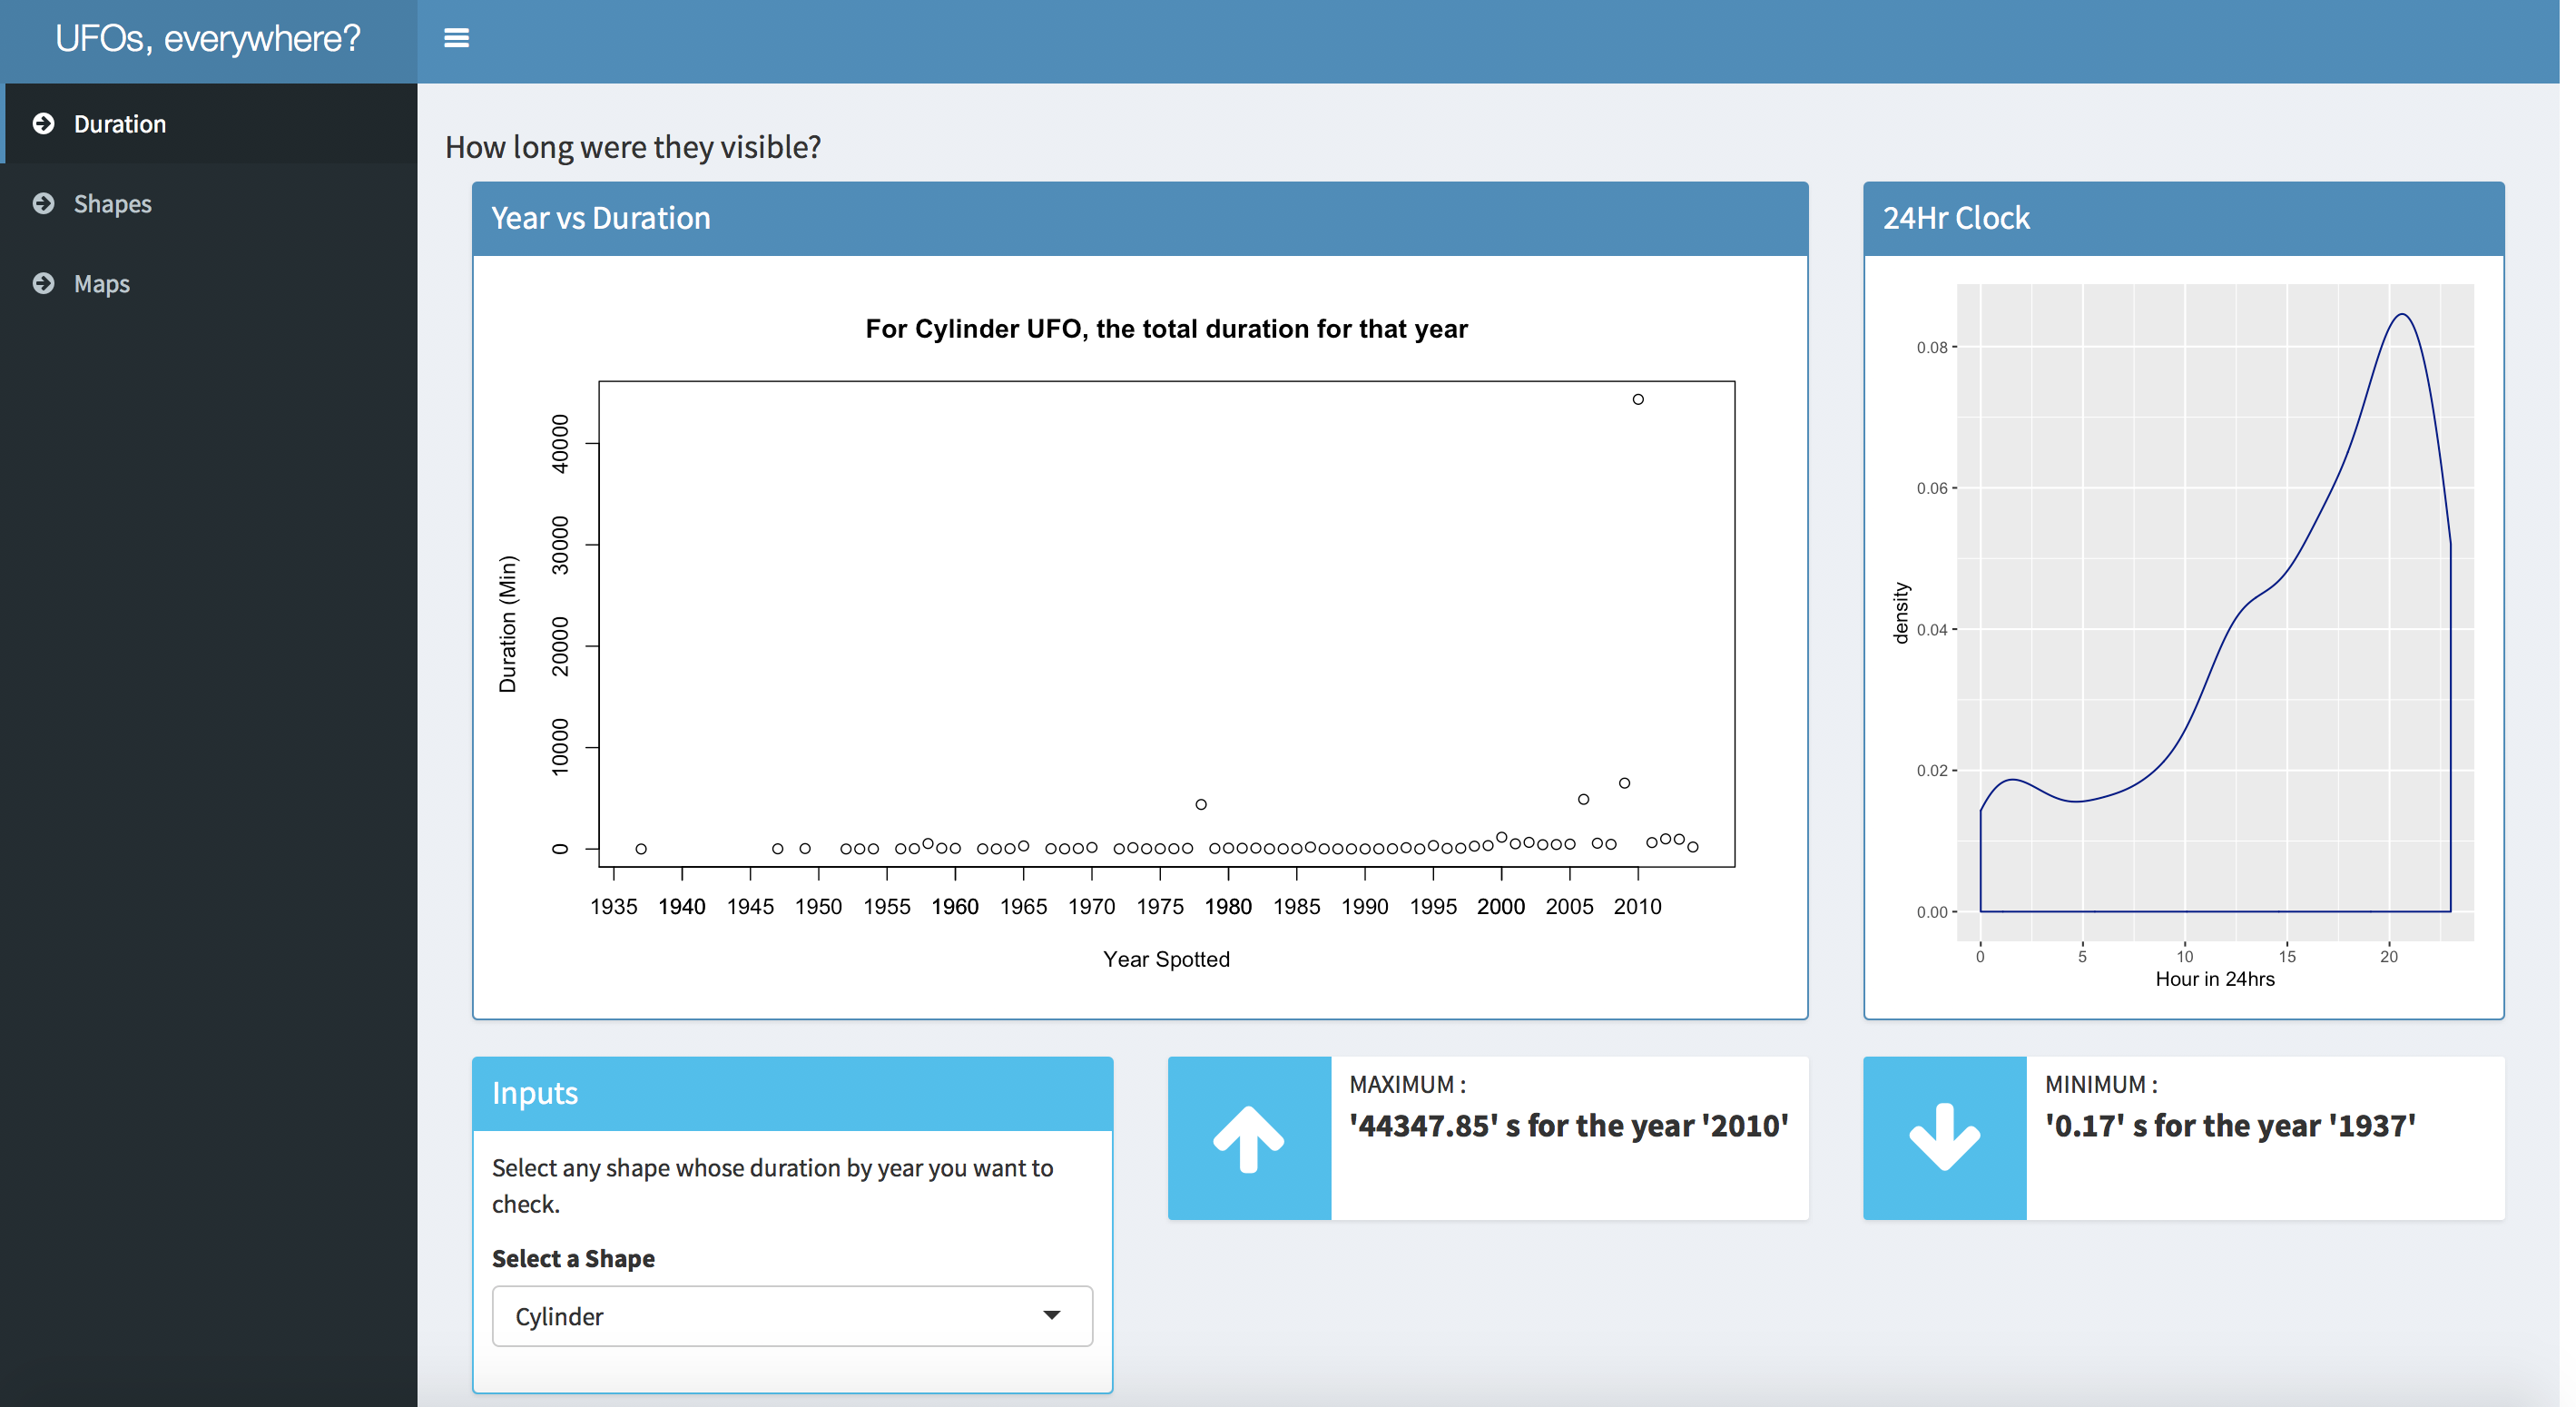 UFOs, everywhere?
Duration
Shapes
Maps
How long were they visible?
Year vs Duration
For Cylinder UFO, the total duration for that year
Duration (Min)
40000
30000
20000
10000
0
1935 1940 1945 1950 1955 1960 1965 1970 1975 1980 1985 1990 1995 2000 2005 2010
Year Spotted
24Hr Clock
density
0.08
0.06
0.04
0.02
0.00
0 5 10 15 20
Hour in 24hrs
Inputs
Select any shape whose duration by year you want to
check.
Select a Shape
Cylinder
MAXIMUM :
'44347.85' s for the year '2010'
MINIMUM :
'0.17' s for the year '1937'